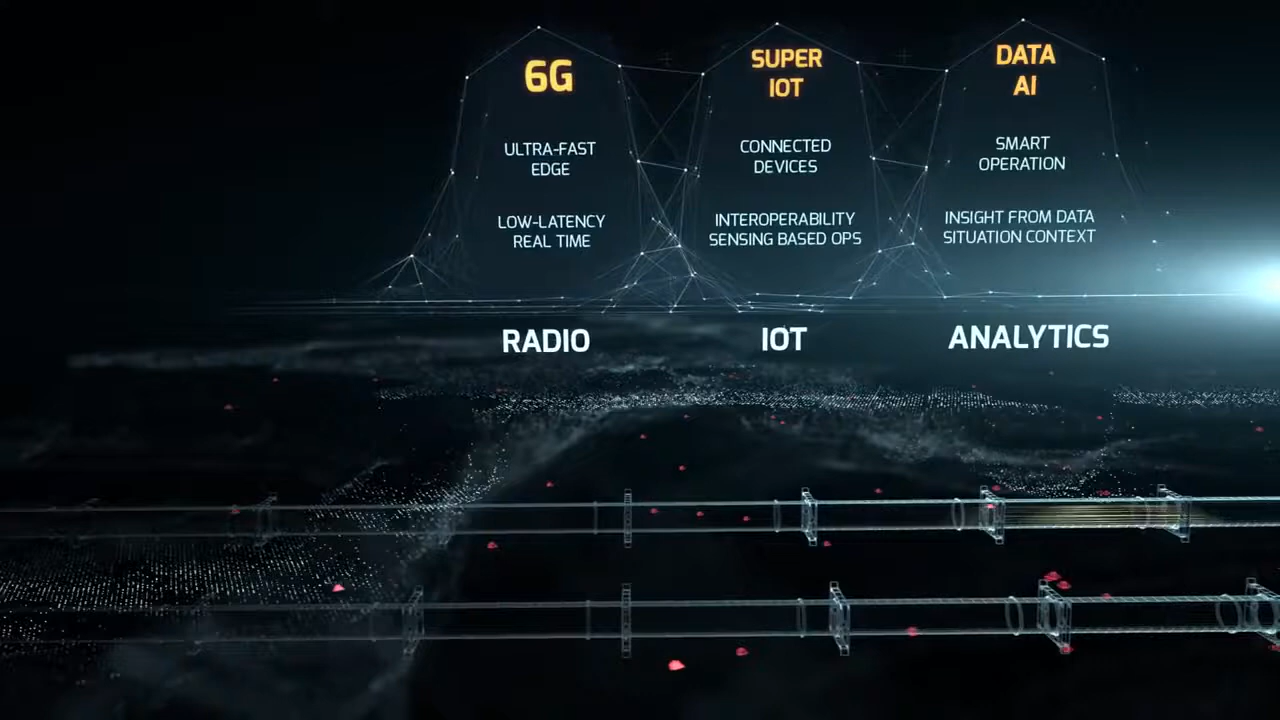 6G
ULTRA-FAST
EDGE
LOW-LATENCY
REAL TIME
RADIO
SUPER
IOT
CONNECTED
DEVICES
INTEROPERABILITY
SENSING BASED OPS
IOT
DATA
AI
SMART
OPERATION
INSIGHT FROM DATA
SITUATION CONTEXT
ANALYTICS